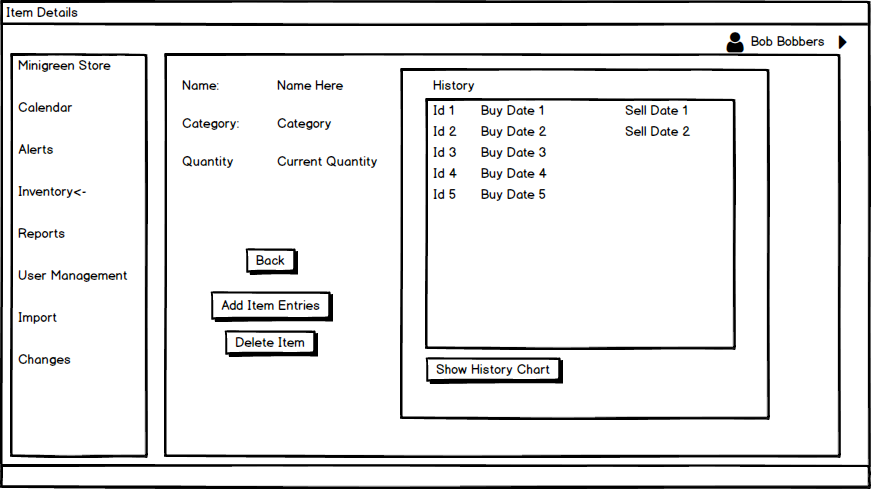 Item Details
Bob Bobbers
Minigreen Store
Calendar
Alerts
Inventory<-
Reports
User Management
Import
Changes
Name: Name Here
Category: Category
Quantity Current Quantity
Back
Add Item Entries
Delete Item
History
Id 1 Buy Date 1 Sell Date 1
Id 2 Buy Date 2 Sell Date 2
Id 3 Buy Date 3
Id 4 Buy Date 4
Id 5 Buy Date 5
Show History Chart